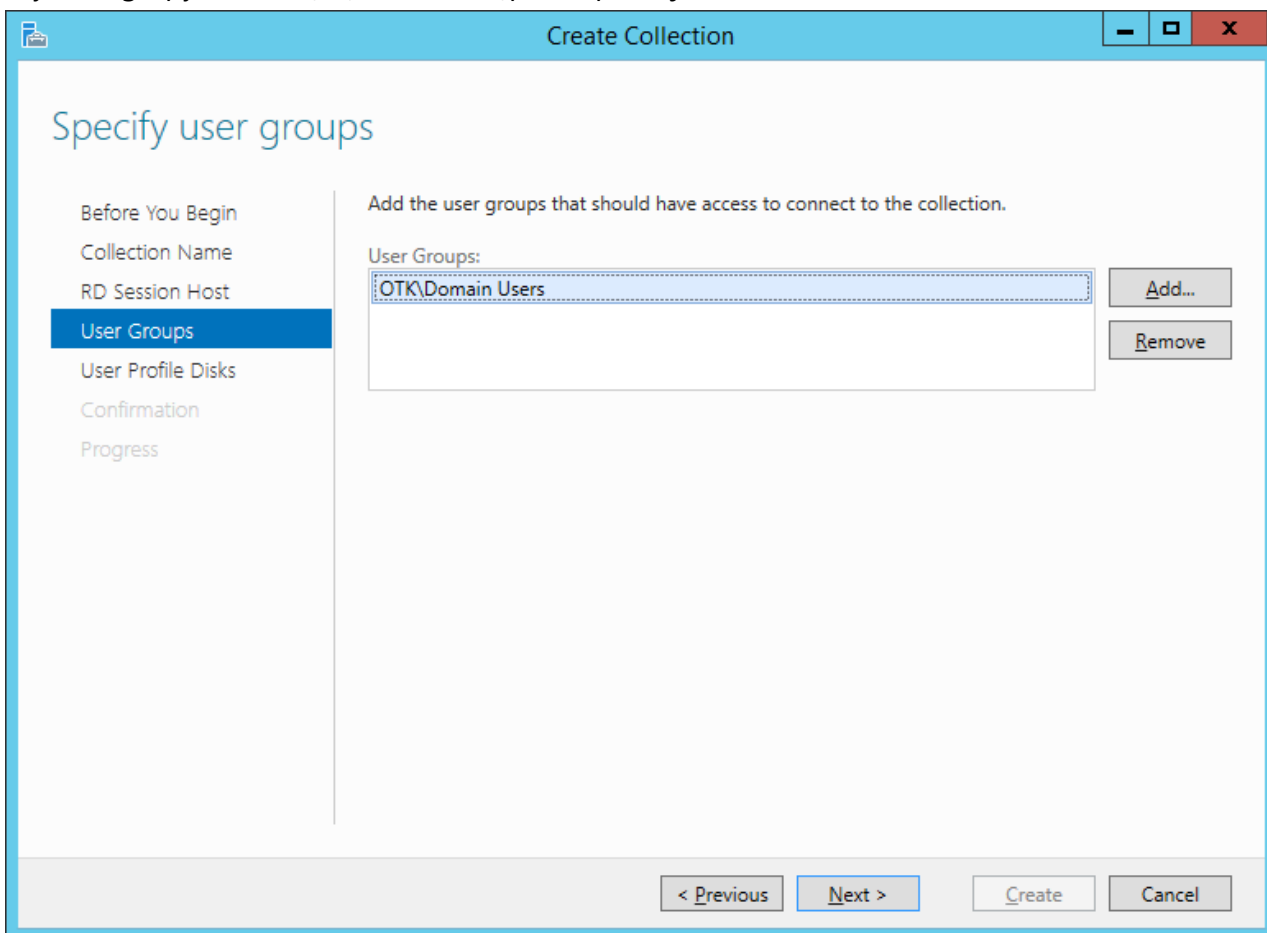 Create Collection
Specify user groups
Before You Begin
Collection Name
RD Session Host
User Groups
User Profile Disks
Confirmation
Progress
Add the user groups that should have access to connect to the collection.
User Groups:
OTK\Domain Users
Add...
Remove
< Previous
Next >
Create
Cancel